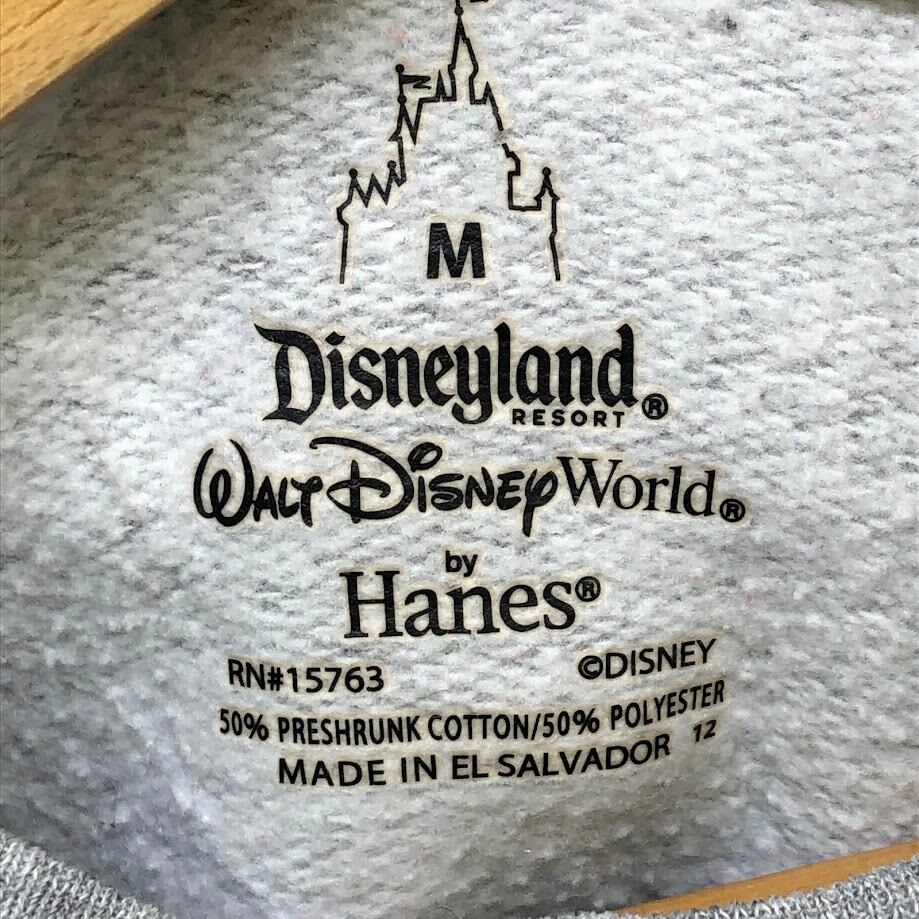 M
Disneyland®
RESORT
WALT DISNEY World®
by
Hanes®
RN#15763 ©DISNEY
50% PRESHRUNK COTTON/50% POLYESTER
MADE IN EL SALVADOR 12